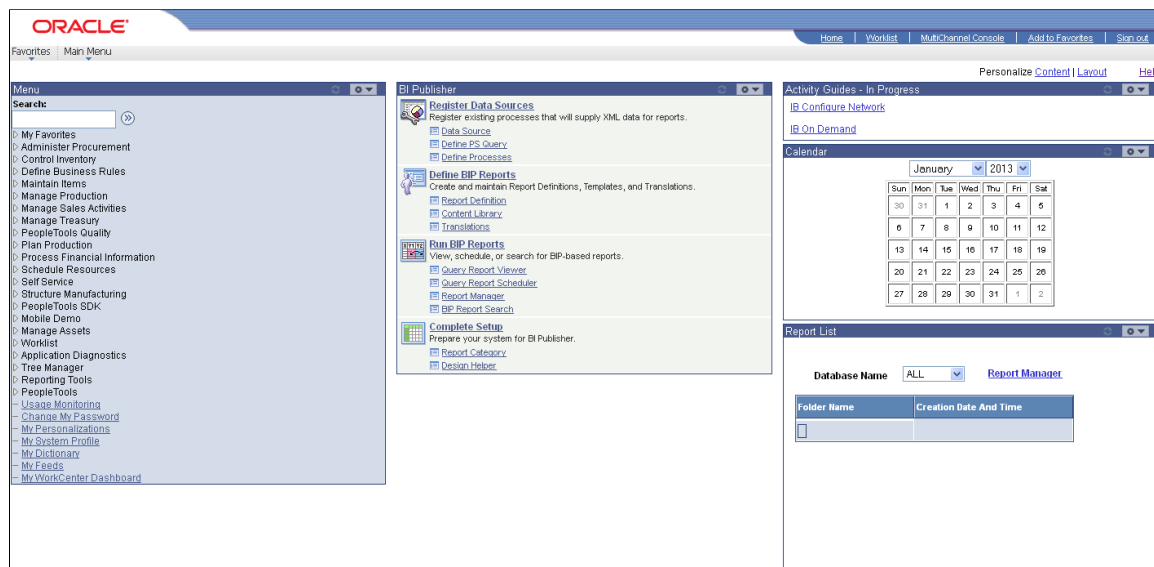 ORACLE
Home | Worklist | MultiChannel Console | Add to Favorites | Sign out
Favorites Main Menu
Personalize Content | Layout
Menu
Search:
My Favorites
Administer Procurement
Control Inventory
Define Business Rules
Maintain Items
Manage Production
Manage Sales Activities
Manage Treasury
PeopleTools Quality
Plan Production
Process Financial Information
Schedule Resources
Self Service
Structure Manufacturing
PeopleTools SDK
Mobile Demo
Manage Assets
Worklist
Application Diagnostics
Tree Manager
Reporting Tools
PeopleTools
Usage Monitoring
Change My Password
My Personalizations
My System Profile
My Dictionary
My Feeds
My WorkCenter Dashboard
BI Publisher
Register Data Sources
Register existing processes that will supply XML data for reports.
Data Source
Define PS Query
Define Processes
Define BIP Reports
Create and maintain Report Definitions, Templates, and Translations.
Report Definition
Content Library
Translations
Run BIP Reports
View, schedule, or search for BIP-based reports.
Query Report Viewer
Query Report Scheduler
Report Manager
BIP Report Search
Complete Setup
Prepare your system for BI Publisher.
Report Category
Design Helper
Activity Guides - In Progress
IB Configure Network
IB On Demand
Calendar
January 2013
Sun Mon Tue Wed Thu Fri Sat
30 31 1 2 3 4 5
6 7 8 9 10 11 12
13 14 15 16 17 18 19
20 21 22 23 24 25 26
27 28 29 30 31 1 2
Report List
Database Name ALL Report Manager
Folder Name Creation Date And Time